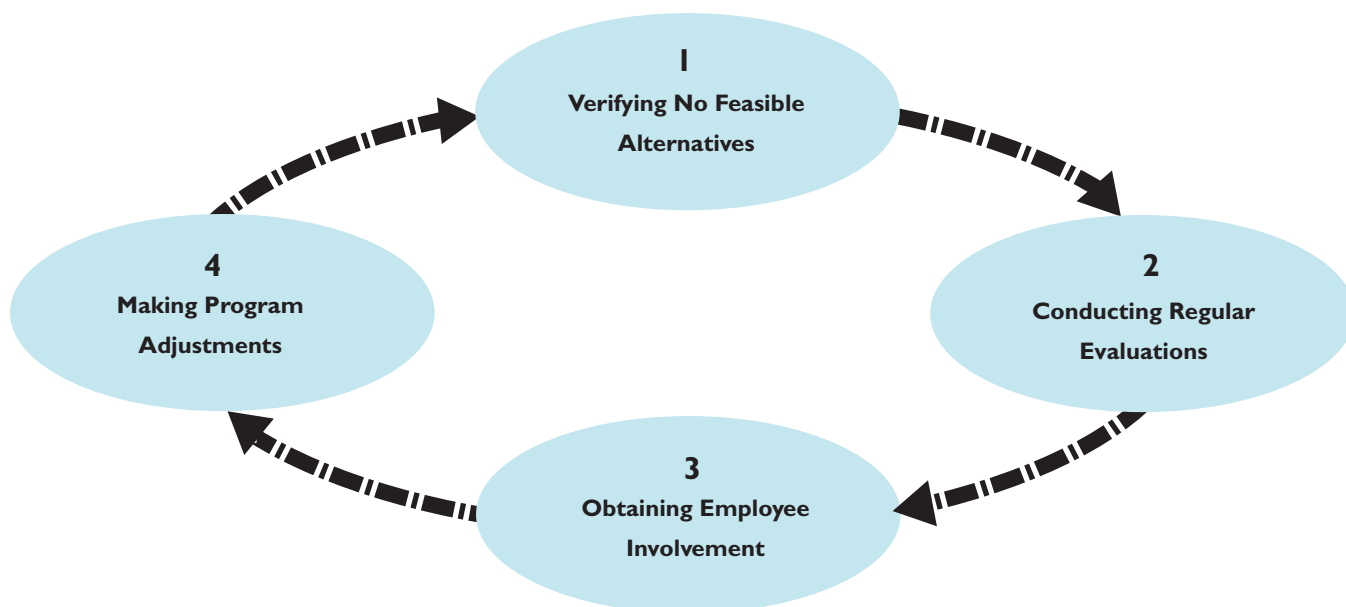 1
Verifying No Feasible
Alternatives
2
Conducting Regular
Evaluations
3
Obtaining Employee
Involvement
4
Making Program
Adjustments